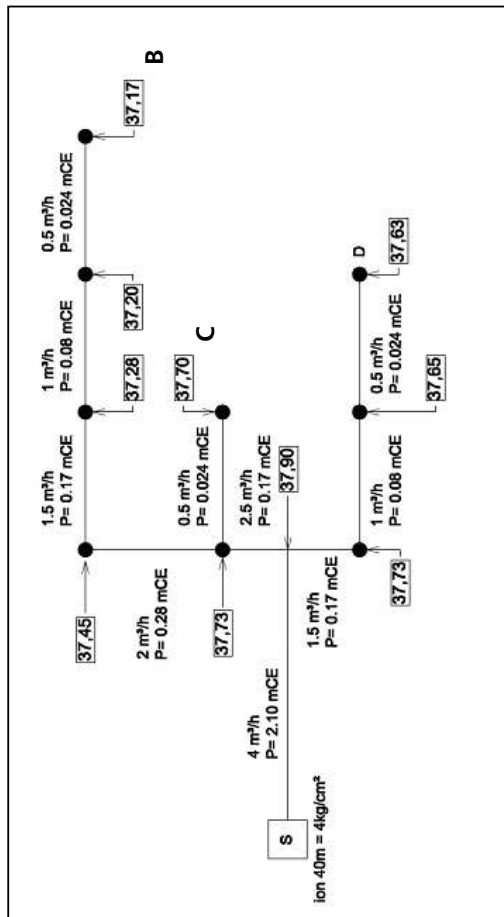 B
37,17
0.5 m³/h
P= 0.024 mCE
37,20
1 m³/h
P= 0.08 mCE
37,28
1.5 m³/h
P= 0.17 mCE
37,45
2 m³/h
P= 0.28 mCE
C
37,70
0.5 m³/h
P= 0.024 mCE
37,73
2.5 m³/h
P= 0.17 mCE
37,90
4 m³/h
P= 2.10 mCE
S
ion 40m = 4kg/cm²
1.5 m³/h
P= 0.17 mCE
37,73
1 m³/h
P= 0.08 mCE
37,65
0.5 m³/h
P= 0.024 mCE
D
37,63